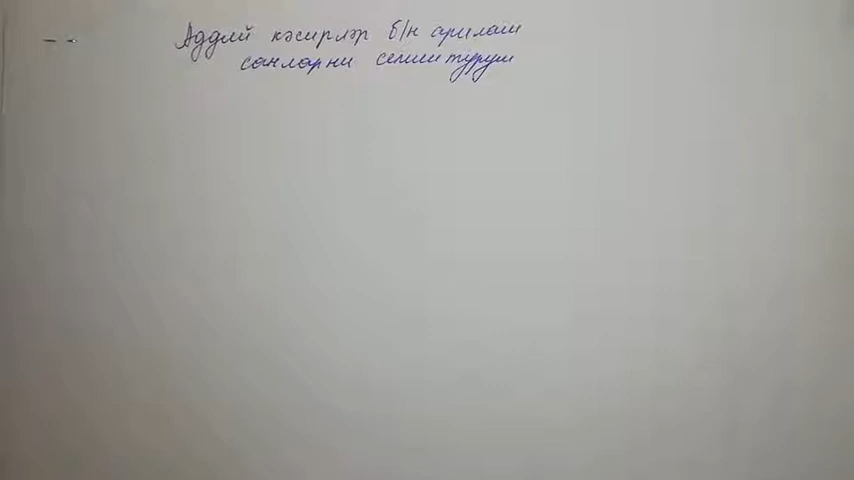 Аддий кәсирләр б/н арилаш
санларни селиштуруш